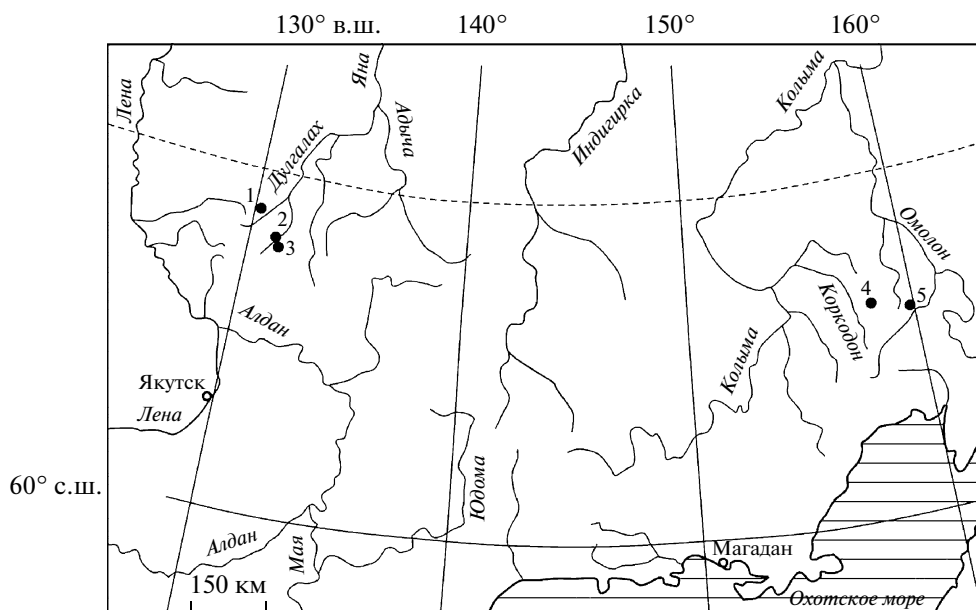 130° в.ш.
140°
150°
160°
Лена
Яна
Адыча
Индигирка
Колыма
Дулгалах
1
2
3
Омолон
4
5
Коркодон
Алдан
Колыма
Якутск
Лена
60° с.ш.
Юдома
Алдан
Мая
Магадан
150 км
Охотское море